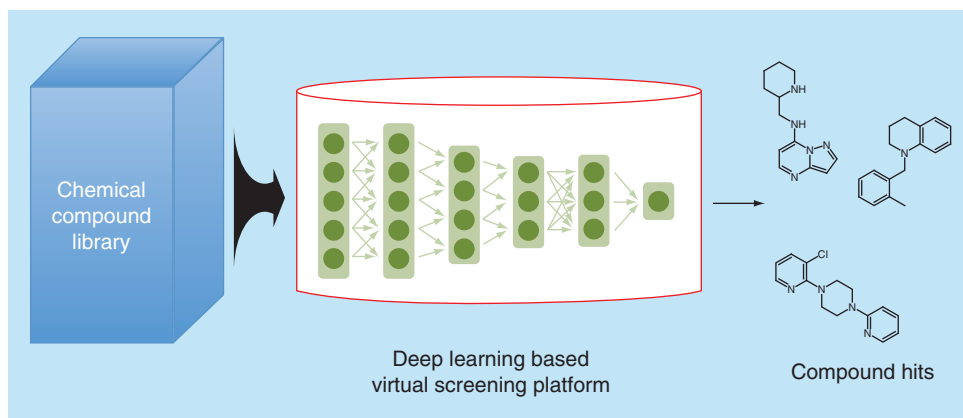 Chemical
compound
library
Deep learning based
virtual screening platform
NH
NH
N
N
N
N
Cl
N
N
N
N
Compound hits